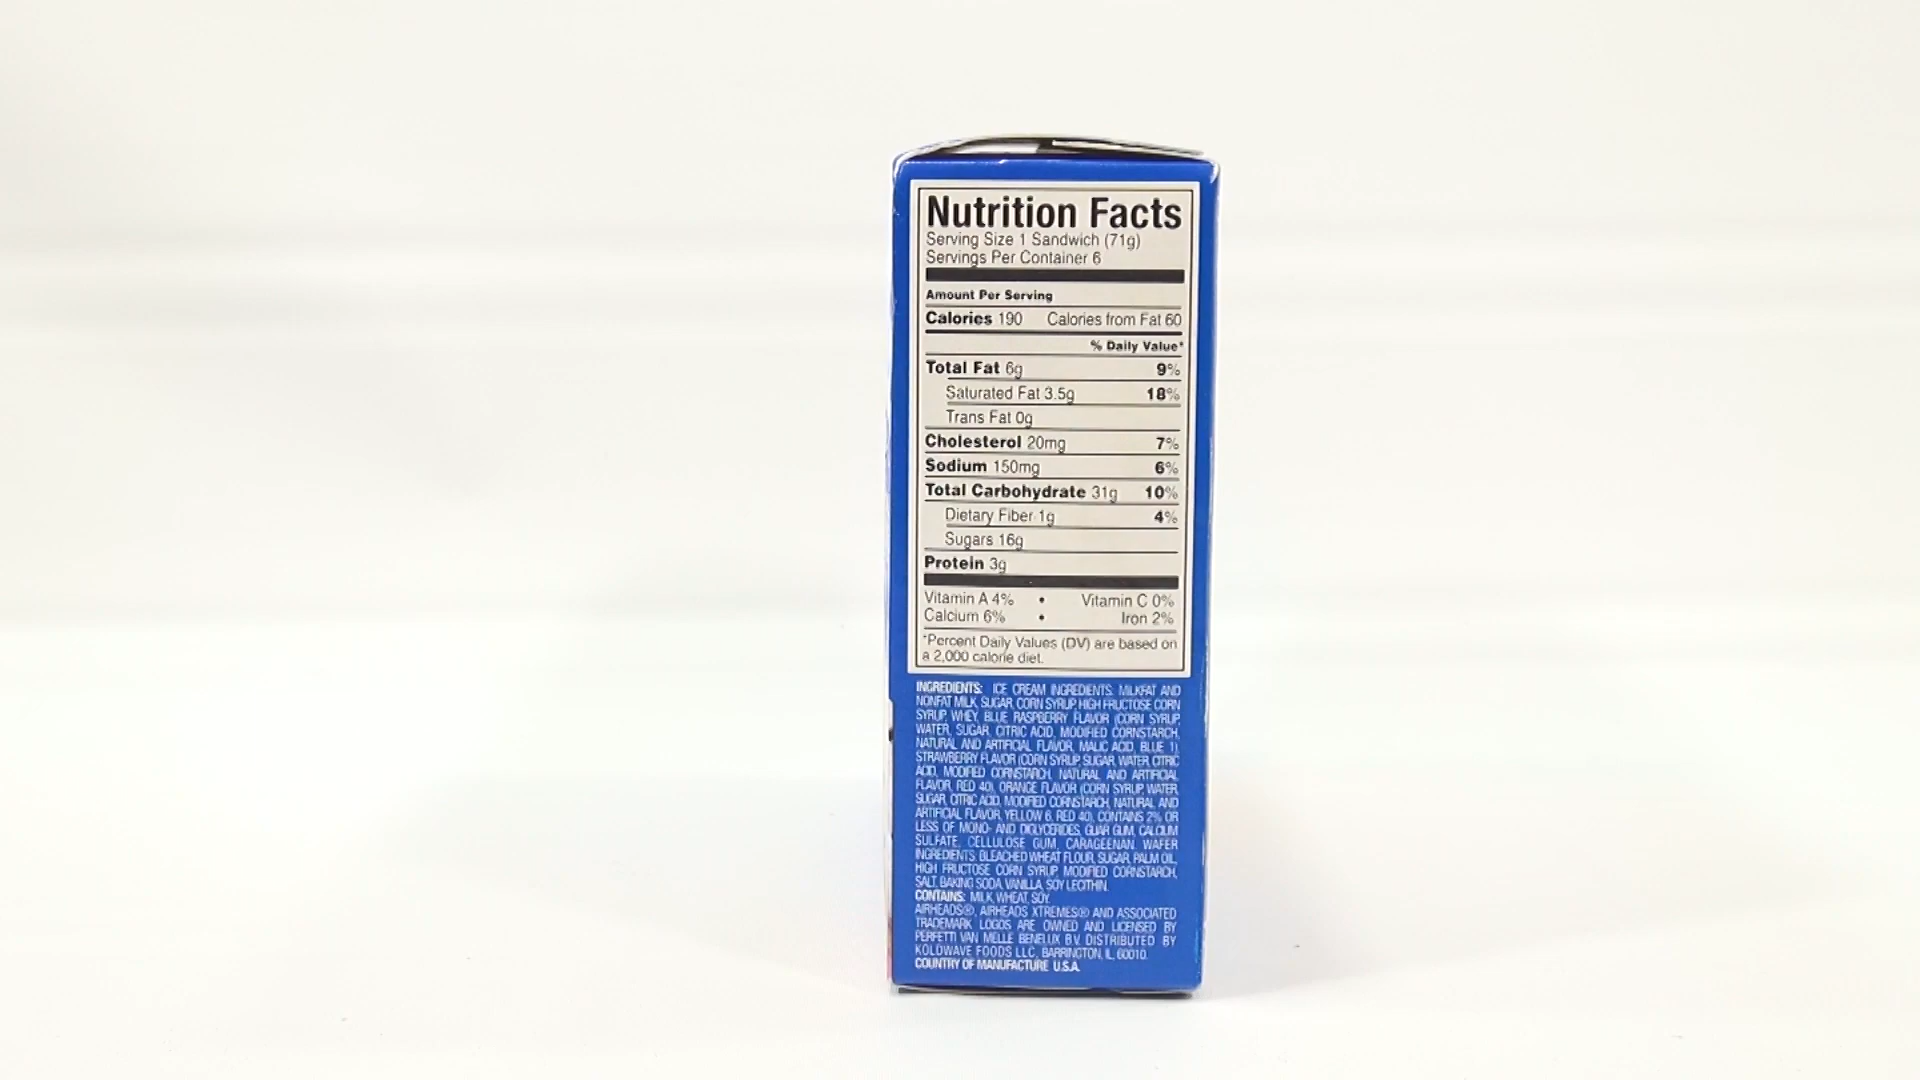 Nutrition Facts
Serving Size 1 Sandwich (71g)
Servings Per Container 6
Amount Per Serving
Calories 190 Calories from Fat 60
% Daily Value*
Total Fat 6g 9%
Saturated Fat 3.5g 18%
Trans Fat 0g
Cholesterol 20mg 7%
Sodium 150mg 6%
Total Carbohydrate 31g 10%
Dietary Fiber 1g 4%
Sugars 16g
Protein 3g
Vitamin A 4% • Vitamin C 0%
Calcium 6% • Iron 2%
*Percent Daily Values (DV) are based on
a 2,000 calorie diet.
INGREDIENTS: ICE CREAM INGREDIENTS: MILKFAT AND
NONFAT MILK, SUGAR, CORN SYRUP, HIGH FRUCTOSE CORN
SYRUP, WHEY, BLUE RASPBERRY FLAVOR (CORN SYRUP,
WATER, SUGAR, CITRIC ACID, MODIFIED CORNSTARCH,
NATURAL AND ARTIFICIAL FLAVOR, MALIC ACID, BLUE 1),
STRAWBERRY FLAVOR (CORN SYRUP, SUGAR, WATER, CITRIC
ACID, MODIFIED CORNSTARCH, NATURAL AND ARTIFICIAL
FLAVOR, RED 40), ORANGE FLAVOR (CORN SYRUP, WATER,
SUGAR, CITRIC ACID, MODIFIED CORNSTARCH, NATURAL AND
ARTIFICIAL FLAVOR, YELLOW 6, RED 40), CONTAINS 2% OR
LESS OF MONO- AND DIGLYCERIDES, GUAR GUM, CALCIUM
SULFATE, CELLULOSE GUM, CARAGEENAN. WAFER
INGREDIENTS: BLEACHED WHEAT FLOUR, SUGAR, PALM OIL,
HIGH FRUCTOSE CORN SYRUP, MODIFIED CORNSTARCH,
SALT, BAKING SODA, VANILLA, SOY LECITHIN.
CONTAINS: MILK, WHEAT, SOY.
AIRHEADS®, AIRHEADS XTREMES® AND ASSOCIATED
TRADEMARK LOGOS ARE OWNED AND LICENSED BY
PERFETTI VAN MELLE BENELUX B.V. DISTRIBUTED BY
KOLDWAVE FOODS LLC, BARRINGTON, IL, 60010.
COUNTRY OF MANUFACTURE U.S.A.